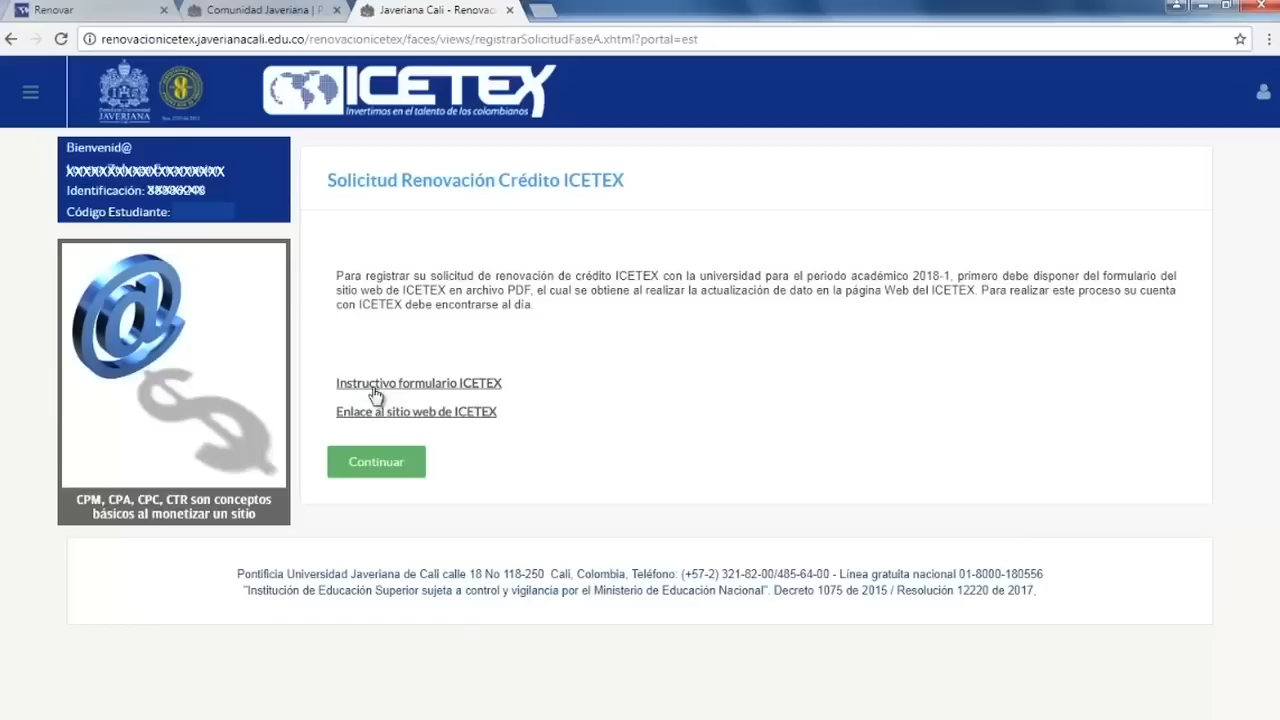 Renovar
Comunidad Javeriana | P
Javeriana Cali - Renovac
renovacionicetex.javerianacali.edu.co/renovacionicetex/faces/views/registrarSolicitudFaseA.xhtml?portal=est
JAVERIANA
ICETEX
Invertimos en el talento de los colombianos
Bienvenid@
Identificación:
Código Estudiante:
Solicitud Renovación Crédito ICETEX
Para registrar su solicitud de renovación de crédito ICETEX con la universidad para el periodo académico 2018-1, primero debe disponer del formulario del
sitio web de ICETEX en archivo PDF, el cual se obtiene al realizar la actualización de dato en la página Web del ICETEX. Para realizar este proceso su cuenta
con ICETEX debe encontrarse al día.
Instructivo formulario ICETEX
Enlace al sitio web de ICETEX
Continuar
CPM, CPA, CPC, CTR son conceptos
básicos al monetizar un sitio
Pontificia Universidad Javeriana de Cali calle 18 No 118-250 Cali, Colombia, Teléfono: (+57-2) 321-82-00/485-64-00 - Línea gratuita nacional 01-8000-180556
"Institución de Educación Superior sujeta a control y vigilancia por el Ministerio de Educación Nacional". Decreto 1075 de 2015 / Resolución 12220 de 2017.